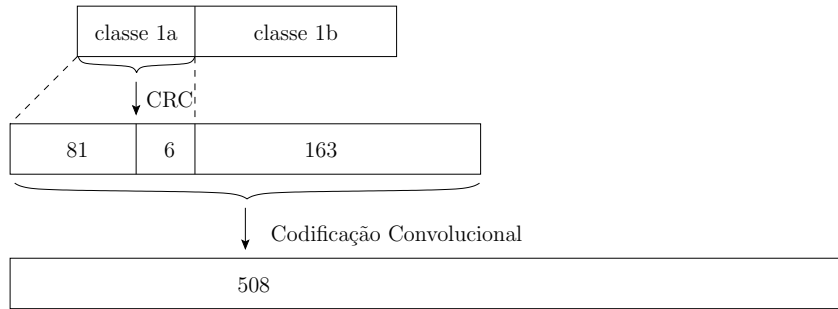 classe 1a classe 1b
CRC
81 6 163
Codificação Convolucional
508